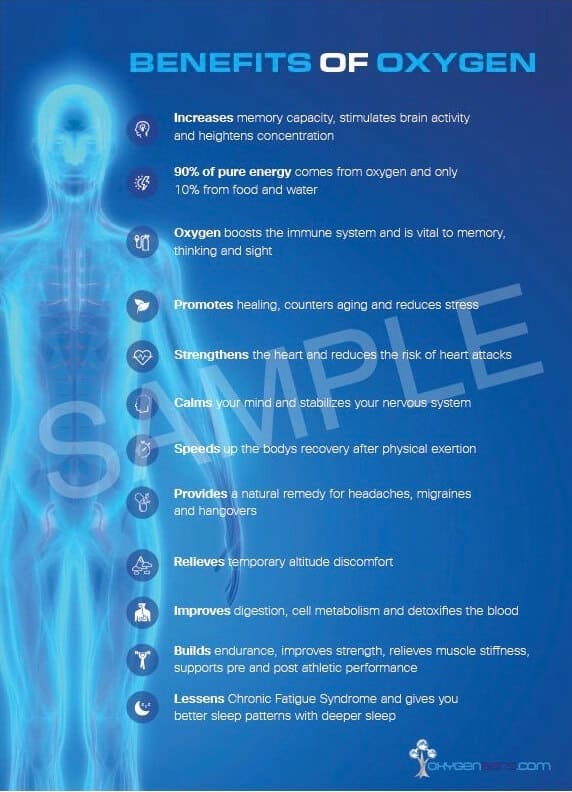 BENEFITS OF OXYGEN
Increases memory capacity, stimulates brain activity
and heightens concentration
90% of pure energy comes from oxygen and only
10% from food and water
Oxygen boosts the immune system and is vital to memory,
thinking and sight
Promotes healing, counters aging and reduces stress
Strengthens the heart and reduces the risk of heart attacks
Calms your mind and stabilizes your nervous system
Speeds up the bodys recovery after physical exertion
Provides a natural remedy for headaches, migraines
and hangovers
Relieves temporary altitude discomfort
Improves digestion, cell metabolism and detoxifies the blood
Builds endurance, improves strength, relieves muscle stiffness,
supports pre and post athletic performance
Lessens Chronic Fatigue Syndrome and gives you
better sleep patterns with deeper sleep
SAMPLE